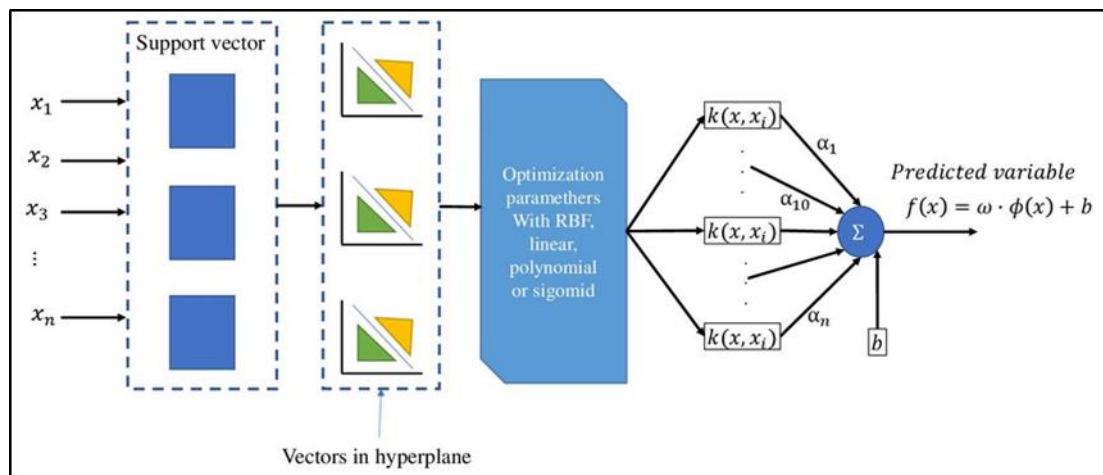 Support vector
x₁
x₂
x₃
⋮
xₙ
Vectors in hyperplane
Optimization
paramethers
With RBF,
linear,
polynomial
or sigomid
k(x, xᵢ)
k(x, xᵢ)
k(x, xᵢ)
α₁
α₁₀
αₙ
Σ
b
Predicted variable
f(x) = ω · ϕ(x) + b